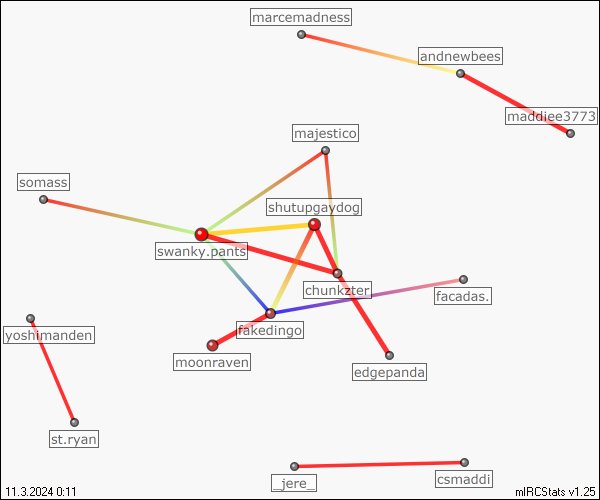 marcemadness
andnewbees
maddiee3773
majestico
somass
shutupgaydog
swanky.pants
chunkzter
facadas.
fakedingo
yoshimanden
moonraven
edgepanda
st.ryan
_jere_
csmaddi
11.3.2024 0:11
mIRCStats v1.25